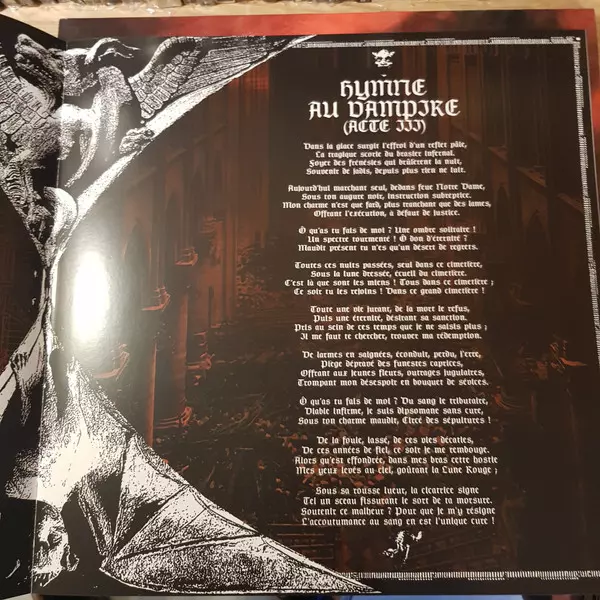 Hymne
au Vampire
(Acte III)
Dans la glace surgir l'effroi d'un reflet pâle,
La tragique scorie du brasier infernal.
Foyer des frénésies qui brûlèrent la nuit,
Souvenir de jadis, depuis plus rien ne luit.
Aujourd'hui marchant seul, dedans feue Notre Dame,
Sous ton augure noir, instruction subreptice.
Mon charme n'est que fard, plus tranchant que des lames,
Offrant l'exécution, à défaut de justice.
Ô qu'as tu fais de moi ? Une ombre solitaire !
Un spectre tourmenté ! Ô don d'éternité ?
Maudit présent tu n'es qu'un désert de regrets.
Toutes ces nuits passées, seul dans ce cimetière,
Sous la lune dressée, écueil du cimetière.
C'est là que sont les miens ! Tous dans ce cimetière ;
Ce soir tu les rejoins ! Dans ce grand cimetière !
Toute une vie jurant, de la mort le refus,
Puis une éternité, désirant sa sanction.
Pris au sein de ces temps que je ne saisis plus ;
Il me faut te chercher, trouver ma rédemption.
De larmes en saignées, éconduit, perdu, j'erre,
Piège dépravé des funestes caprices,
Offrant aux jeunes fleurs, outrages jugulaires,
Trompant mon désespoir en bouquet de sévices.
Ô qu'as tu fais de moi ? Du sang le tributaire,
Diable infirme, je suis dipsomane sans cure,
Sous ton charme maudit, Circé des sépultures !
De la foule, lassé, de ces vies décaties,
De ces années de fiel, ce soir je me rembouge.
Alors qu'est effondrée, dans mes bras cette hostie
Mes yeux levés au ciel, goûtant la Lune Rouge ;
Sous sa rousse lueur, la cicatrice signe
Tel un sceau fissurant le sort de ta morsure.
Soutenir ce malheur ? Pour que je m'y résigne
L'accoutumance au sang en est l'unique cure !